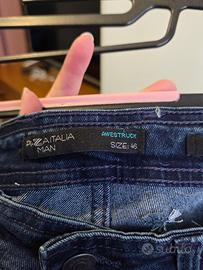 PIAZZA ITALIA
MAN
AWESTRUCK
SIZE: 46
Subito